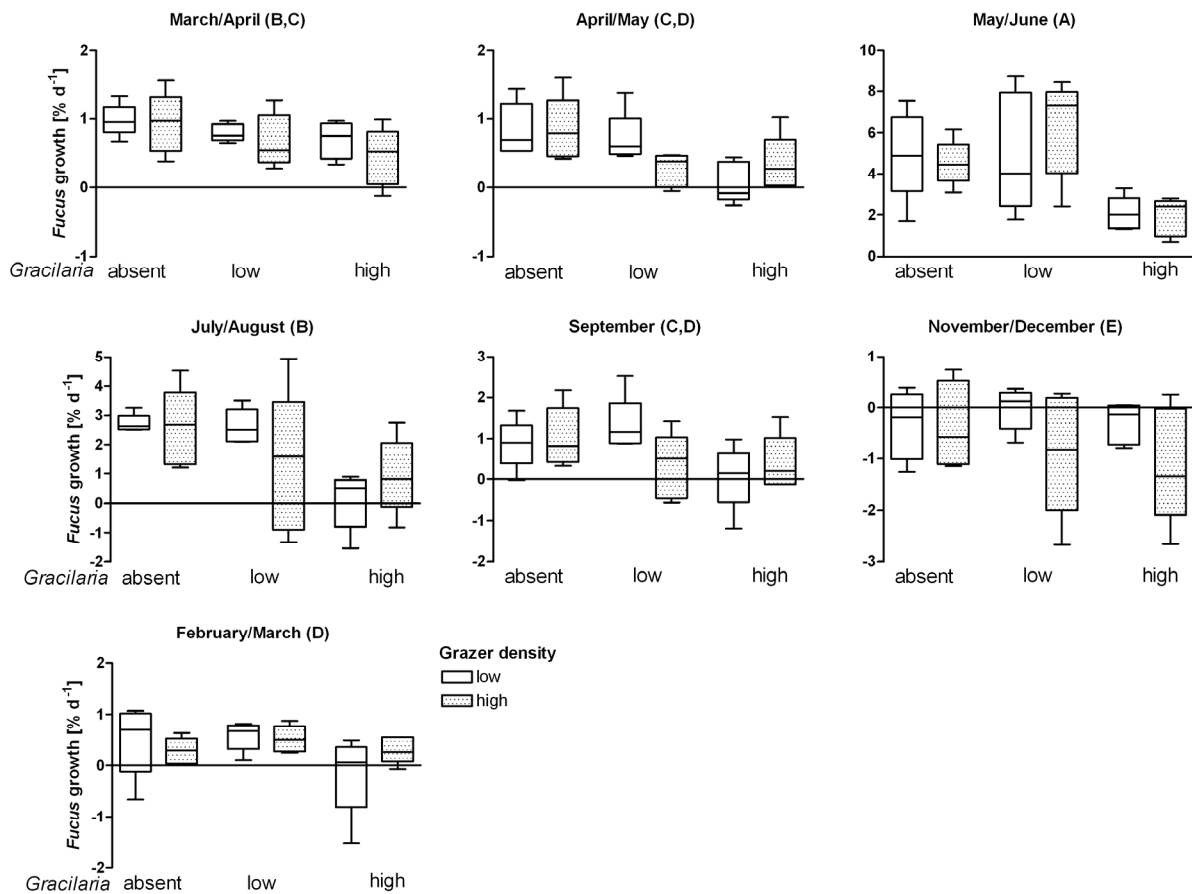 March/April (B,C)
Fucus growth [% d-1]
2
1
0
-1
Gracilaria absent low high
April/May (C,D)
2
1
0
-1
absent low high
May/June (A)
10
8
6
4
2
0
absent low high
July/August (B)
Fucus growth [% d-1]
5
4
3
2
1
0
-1
-2
Gracilaria absent low high
September (C,D)
3
2
1
0
-1
-2
absent low high
November/December (E)
1
0
-1
-2
-3
absent low high
February/March (D)
Fucus growth [% d-1]
2
1
0
-1
-2
Gracilaria absent low high
Grazer density
low
high